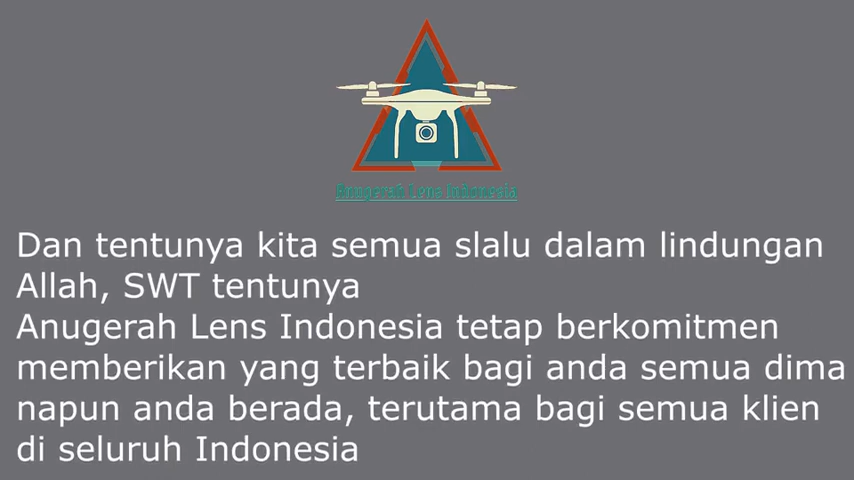 Anugerah Lens Indonesia
Dan tentunya kita semua slalu dalam lindungan
Allah, SWT tentunya
Anugerah Lens Indonesia tetap berkomitmen
memberikan yang terbaik bagi anda semua dima
napun anda berada, terutama bagi semua klien
di seluruh Indonesia